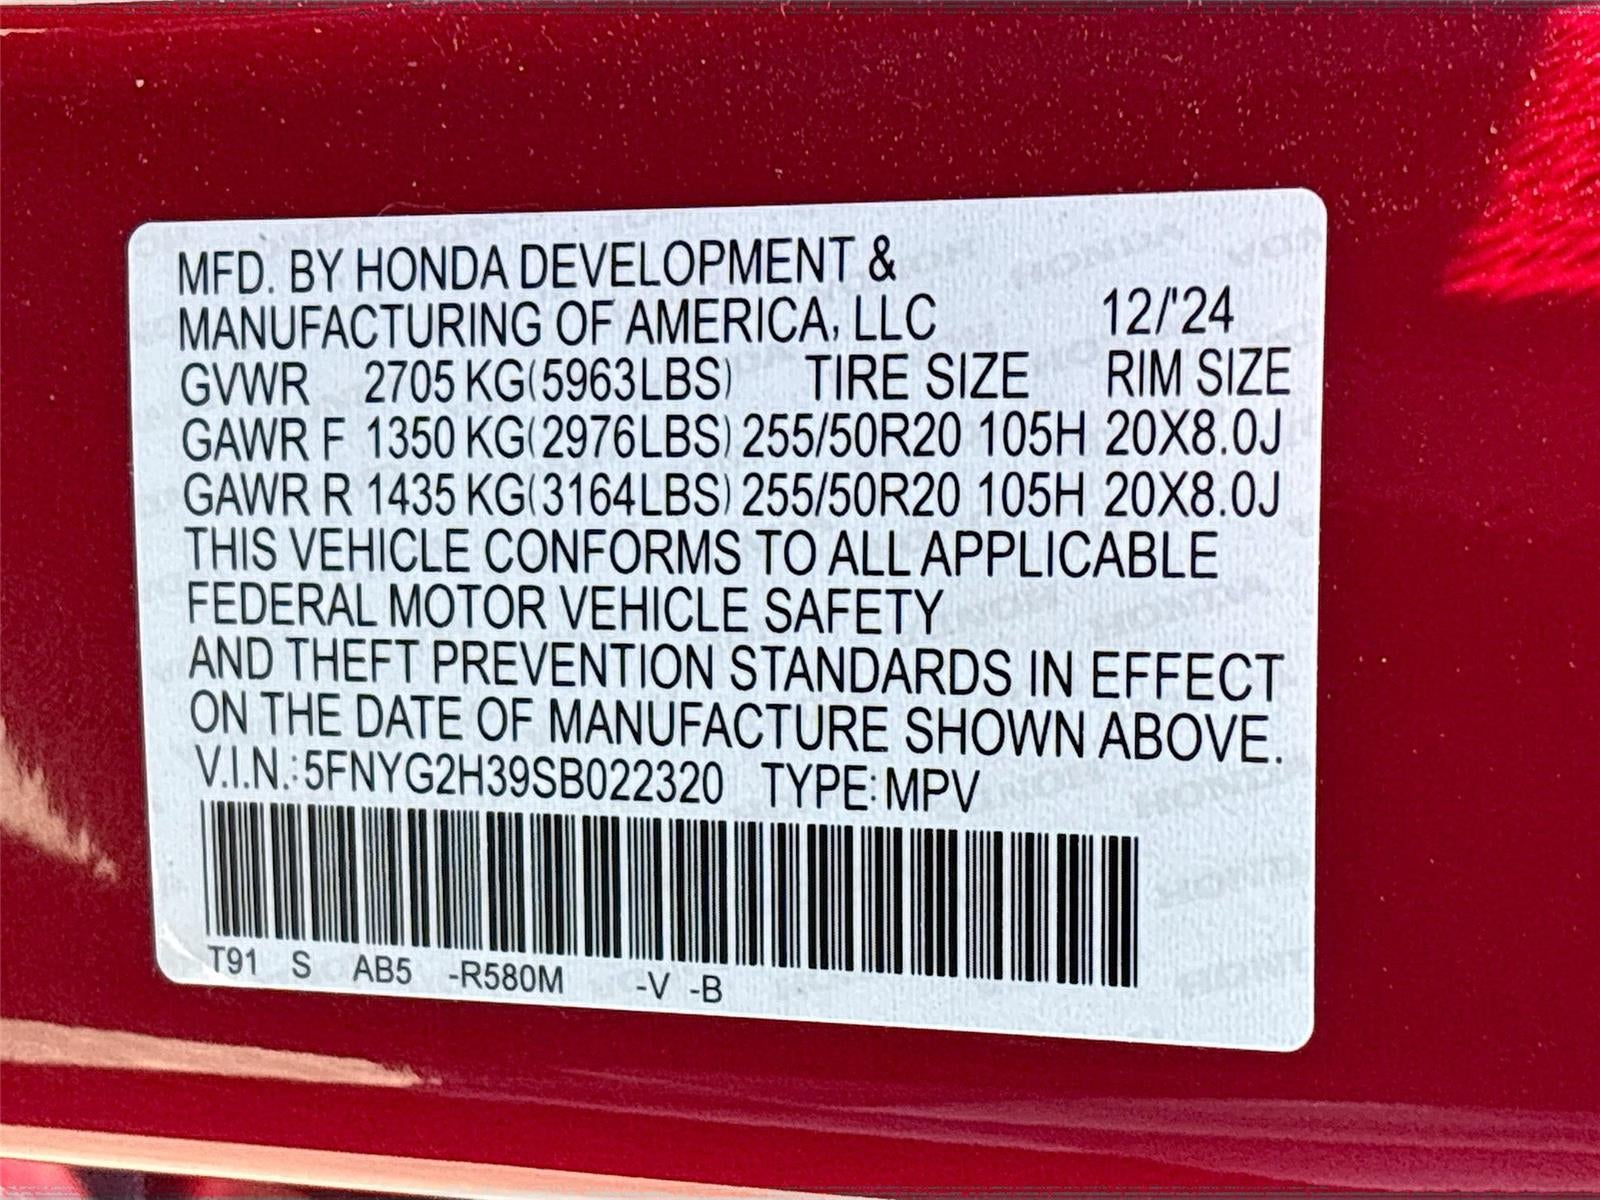 MFD. BY HONDA DEVELOPMENT &
MANUFACTURING OF AMERICA, LLC 12/'24
GVWR 2705 KG(5963LBS) TIRE SIZE RIM SIZE
GAWR F 1350 KG(2976LBS) 255/50R20 105H 20X8.0J
GAWR R 1435 KG(3164LBS) 255/50R20 105H 20X8.0J
THIS VEHICLE CONFORMS TO ALL APPLICABLE
FEDERAL MOTOR VEHICLE SAFETY
AND THEFT PREVENTION STANDARDS IN EFFECT
ON THE DATE OF MANUFACTURE SHOWN ABOVE.
V.I.N.: 5FNYG2H39SB022320 TYPE: MPV
T91 S AB5 -R580M -V -B